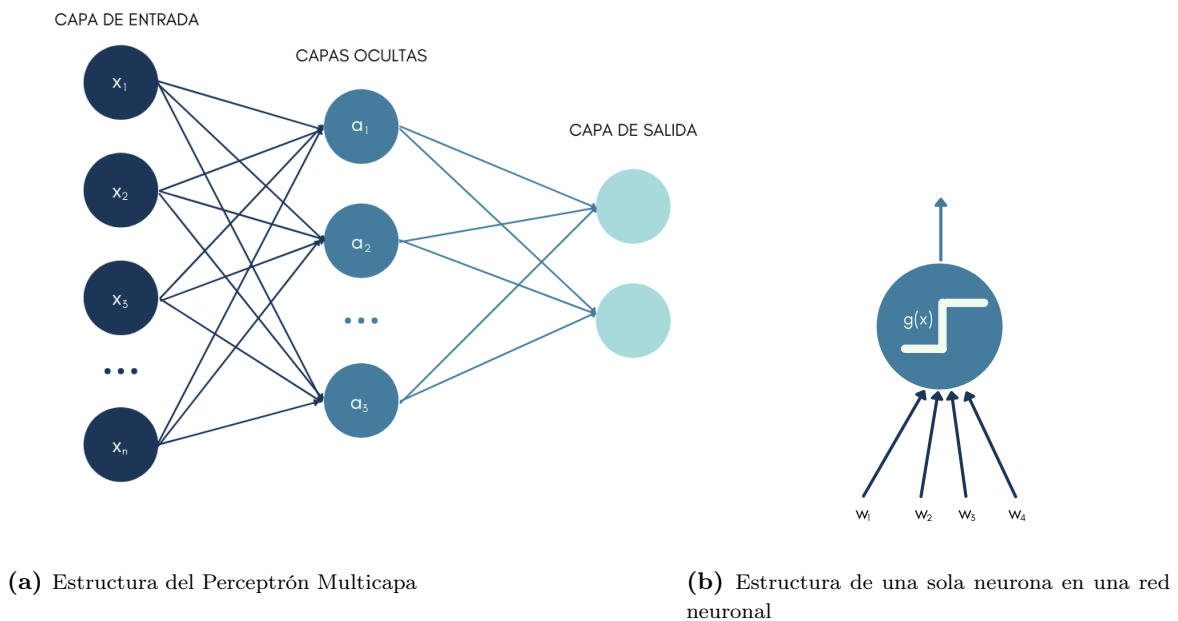 CAPA DE ENTRADA
CAPAS OCULTAS
CAPA DE SALIDA
x₁
x₂
x₃
...
xₙ
a₁
a₂
...
a₃
g(x)
w₁ w₂ w₃ w₄
(a) Estructura del Perceptrón Multicapa
(b) Estructura de una sola neurona en una red
neuronal